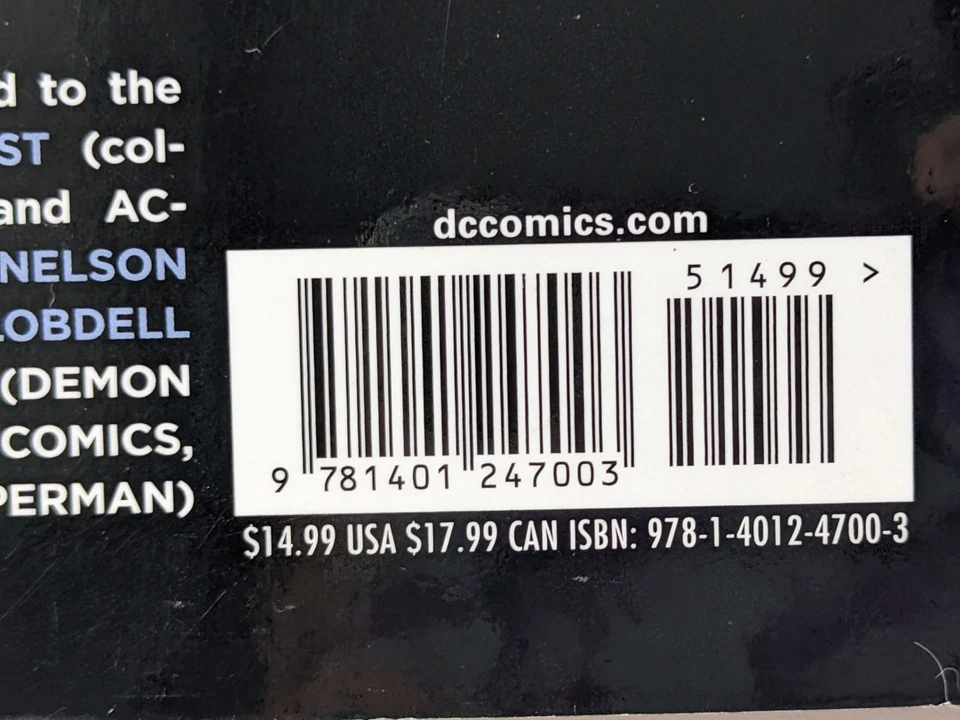 d to the
ST (col-
and AC-
NELSON
LOBDELL
(DEMON
COMICS,
PERMAN)
dccomics.com
51499 >
9 781401 247003
$14.99 USA $17.99 CAN ISBN: 978-1-4012-4700-3